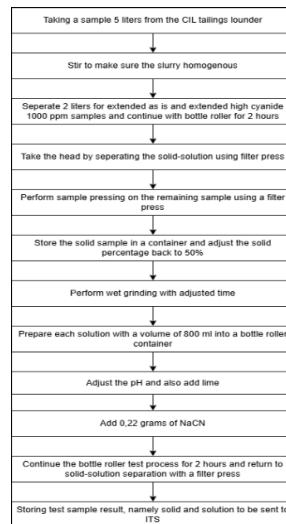 Taking a sample 5 liters from the CIL tailings lounder
Stir to make sure the slurry homogenous
Seperate 2 liters for extended as is and extended high cyanide
1000 ppm samples and continue with bottle roller for 2 hours
Take the head by seperating the solid-solution using filter press
Perform sample pressing on the remaining sample using a filter
press
Store the solid sample in a container and adjust the solid
percentage back to 50%
Perform wet grinding with adjusted time
Prepare each solution with a volume of 800 ml into a bottle roller
container
Adjust the pH and also add lime
Add 0,22 grams of NaCN
Continue the bottle roller test process for 2 hours and return to
solid-solution separation with a filter press
Storing test sample result, namely solid and solution to be sent to
ITS